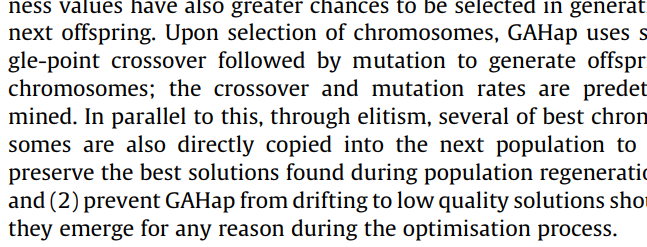 ness values have also greater chances to be selected in generat
next offspring. Upon selection of chromosomes, GAHap uses s
gle-point crossover followed by mutation to generate offspr
chromosomes; the crossover and mutation rates are predet
mined. In parallel to this, through elitism, several of best chron
somes are also directly copied into the next population to
preserve the best solutions found during population regeneratio
and (2) prevent GAHap from drifting to low quality solutions shou
they emerge for any reason during the optimisation process.